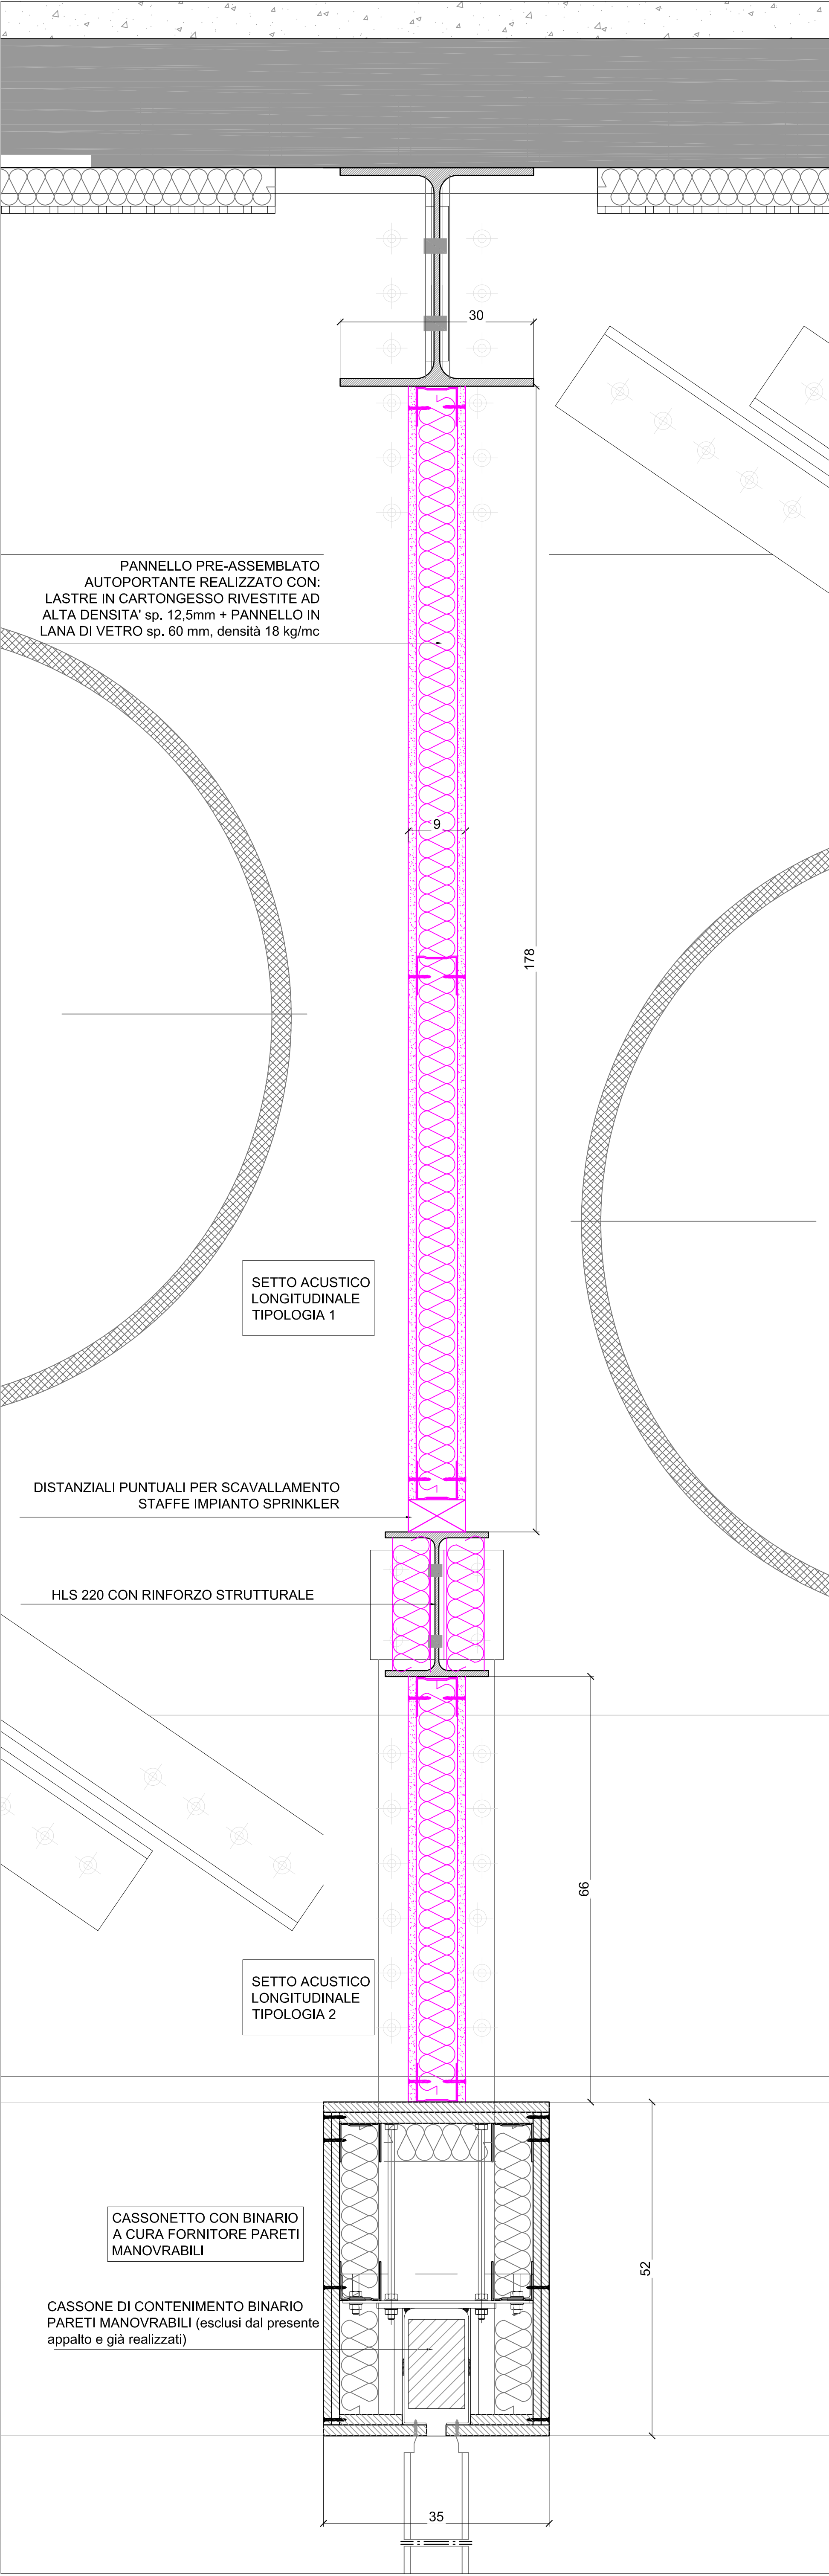 30
PANNELLO PRE-ASSEMBLATO
AUTOPORTANTE REALIZZATO CON:
LASTRE IN CARTONGESSO RIVESTITE AD
ALTA DENSITA' sp. 12,5mm + PANNELLO IN
LANA DI VETRO sp. 60 mm, densità 18 kg/mc
9
178
SETTO ACUSTICO
LONGITUDINALE
TIPOLOGIA 1
DISTANZIALI PUNTUALI PER SCAVALLAMENTO
STAFFE IMPIANTO SPRINKLER
HLS 220 CON RINFORZO STRUTTURALE
66
SETTO ACUSTICO
LONGITUDINALE
TIPOLOGIA 2
CASSONETTO CON BINARIO
A CURA FORNITORE PARETI
MANOVRABILI
52
CASSONE DI CONTENIMENTO BINARIO
PARETI MANOVRABILI (esclusi dal presente
appalto e già realizzati)
35